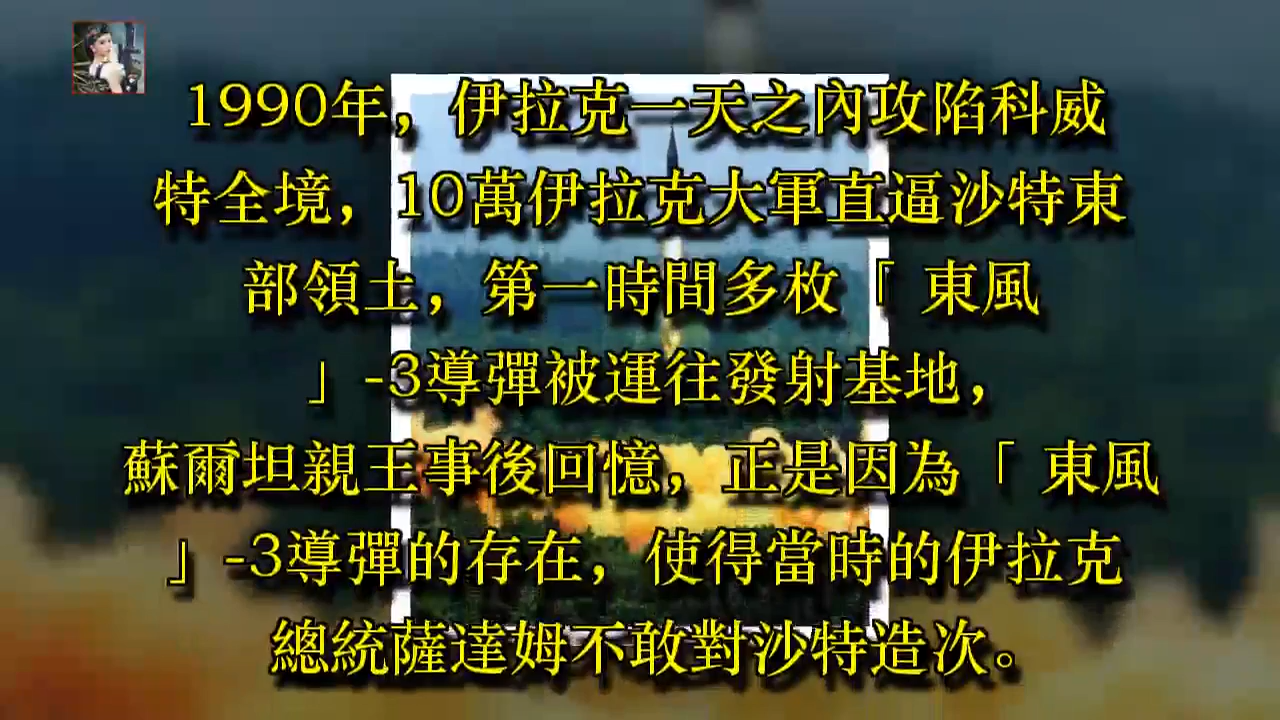 1990年，伊拉克一天之內攻陷科威
特全境，10萬伊拉克大軍直逼沙特東
部領土，第一時間多枚「 東風
」-3導彈被運往發射基地，
蘇爾坦親王事後回憶，正是因為「 東風
」-3導彈的存在，使得當時的伊拉克
總統薩達姆不敢對沙特造次。